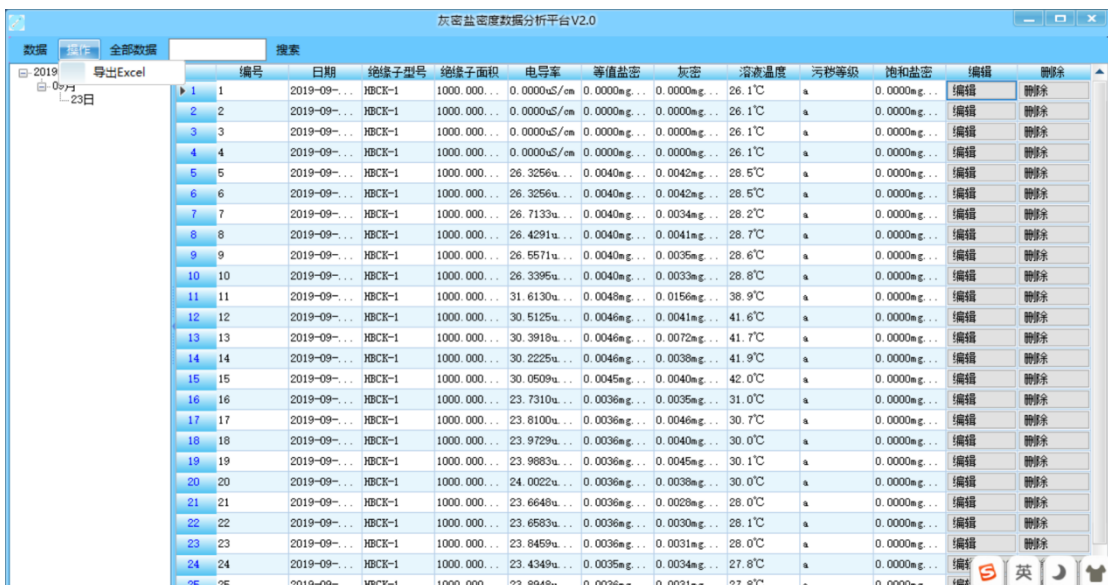 灰密盐密度数据分析平台V2.0
数据 操作 全部数据 搜索
导出Excel
2019
09月
23日
编号 日期 绝缘子型号 绝缘子面积 电导率 等值盐密 灰密 溶液温度 污秽等级 饱和盐密 编辑 删除
1 1 2019-09-... HBCK-1 1000.000... 0.0000uS/cm 0.0000mg... 0.0000mg... 26.1℃ a 0.0000mg... 编辑 删除
2 2 2019-09-... HBCK-1 1000.000... 0.0000uS/cm 0.0000mg... 0.0000mg... 26.1℃ a 0.0000mg... 编辑 删除
3 3 2019-09-... HBCK-1 1000.000... 0.0000uS/cm 0.0000mg... 0.0000mg... 26.1℃ a 0.0000mg... 编辑 删除
4 4 2019-09-... HBCK-1 1000.000... 0.0000uS/cm 0.0000mg... 0.0000mg... 26.1℃ a 0.0000mg... 编辑 删除
5 5 2019-09-... HBCK-1 1000.000... 26.3256u... 0.0040mg... 0.0042mg... 28.5℃ a 0.0000mg... 编辑 删除
6 6 2019-09-... HBCK-1 1000.000... 26.3256u... 0.0040mg... 0.0042mg... 28.5℃ a 0.0000mg... 编辑 删除
7 7 2019-09-... HBCK-1 1000.000... 26.7133u... 0.0040mg... 0.0034mg... 28.2℃ a 0.0000mg... 编辑 删除
8 8 2019-09-... HBCK-1 1000.000... 26.4291u... 0.0040mg... 0.0041mg... 28.7℃ a 0.0000mg... 编辑 删除
9 9 2019-09-... HBCK-1 1000.000... 26.5571u... 0.0040mg... 0.0035mg... 28.6℃ a 0.0000mg... 编辑 删除
10 10 2019-09-... HBCK-1 1000.000... 26.3395u... 0.0040mg... 0.0033mg... 28.8℃ a 0.0000mg... 编辑 删除
11 11 2019-09-... HBCK-1 1000.000... 31.6130u... 0.0048mg... 0.0156mg... 38.9℃ a 0.0000mg... 编辑 删除
12 12 2019-09-... HBCK-1 1000.000... 30.5125u... 0.0046mg... 0.0041mg... 41.6℃ a 0.0000mg... 编辑 删除
13 13 2019-09-... HBCK-1 1000.000... 30.3918u... 0.0046mg... 0.0072mg... 41.7℃ a 0.0000mg... 编辑 删除
14 14 2019-09-... HBCK-1 1000.000... 30.2225u... 0.0046mg... 0.0038mg... 41.9℃ a 0.0000mg... 编辑 删除
15 15 2019-09-... HBCK-1 1000.000... 30.0509u... 0.0045mg... 0.0040mg... 42.0℃ a 0.0000mg... 编辑 删除
16 16 2019-09-... HBCK-1 1000.000... 23.7310u... 0.0036mg... 0.0035mg... 31.0℃ a 0.0000mg... 编辑 删除
17 17 2019-09-... HBCK-1 1000.000... 23.8100u... 0.0036mg... 0.0046mg... 30.7℃ a 0.0000mg... 编辑 删除
18 18 2019-09-... HBCK-1 1000.000... 23.9729u... 0.0036mg... 0.0040mg... 30.0℃ a 0.0000mg... 编辑 删除
19 19 2019-09-... HBCK-1 1000.000... 23.9883u... 0.0036mg... 0.0045mg... 30.1℃ a 0.0000mg... 编辑 删除
20 20 2019-09-... HBCK-1 1000.000... 24.0022u... 0.0036mg... 0.0038mg... 30.0℃ a 0.0000mg... 编辑 删除
21 21 2019-09-... HBCK-1 1000.000... 23.6648u... 0.0036mg... 0.0028mg... 28.0℃ a 0.0000mg... 编辑 删除
22 22 2019-09-... HBCK-1 1000.000... 23.6583u... 0.0036mg... 0.0030mg... 28.1℃ a 0.0000mg... 编辑 删除
23 23 2019-09-... HBCK-1 1000.000... 23.8459u... 0.0036mg... 0.0031mg... 28.0℃ a 0.0000mg... 编辑 删除
24 24 2019-09-... HBCK-1 1000.000... 23.4349u... 0.0035mg... 0.0034mg... 27.8℃ a 0.0000mg... 编辑
英